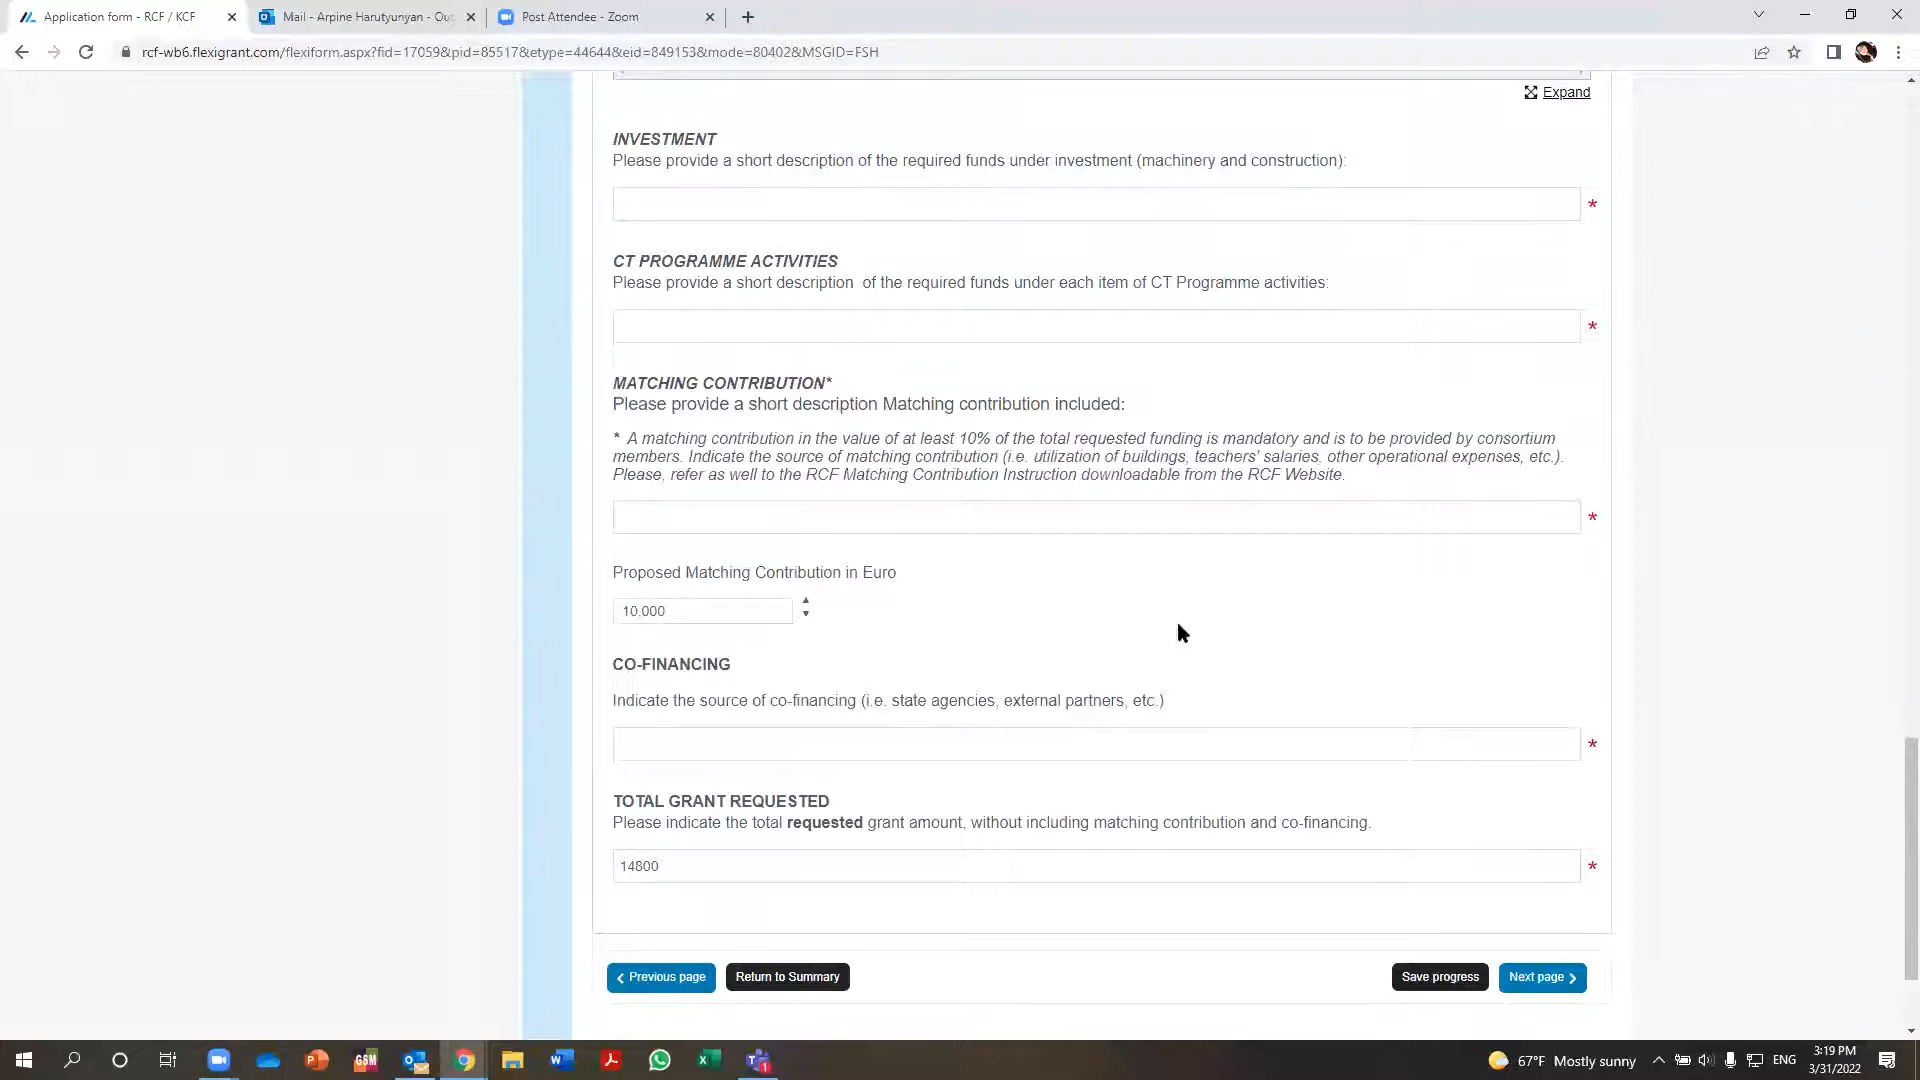 Application form - RCF / KCF
Mail - Arpine Harutyunyan - Out
Post Attendee - Zoom
rcf-wb6.flexigrant.com/flexiform.aspx?fid=17059&pid=85517&etype=44644&eid=849153&mode=80402&MSGID=FSH
Expand
INVESTMENT
Please provide a short description of the required funds under investment (machinery and construction):
*
CT PROGRAMME ACTIVITIES
Please provide a short description of the required funds under each item of CT Programme activities:
*
MATCHING CONTRIBUTION*
Please provide a short description Matching contribution included:
* A matching contribution in the value of at least 10% of the total requested funding is mandatory and is to be provided by consortium
members. Indicate the source of matching contribution (i.e. utilization of buildings, teachers' salaries, other operational expenses, etc.).
Please, refer as well to the RCF Matching Contribution Instruction downloadable from the RCF Website.
*
Proposed Matching Contribution in Euro
10,000
CO-FINANCING
Indicate the source of co-financing (i.e. state agencies, external partners, etc.)
*
TOTAL GRANT REQUESTED
Please indicate the total requested grant amount, without including matching contribution and co-financing.
14800 *
Previous page Return to Summary Save progress Next page
GSM
1
67°F Mostly sunny
ENG
3:19 PM
3/31/2022